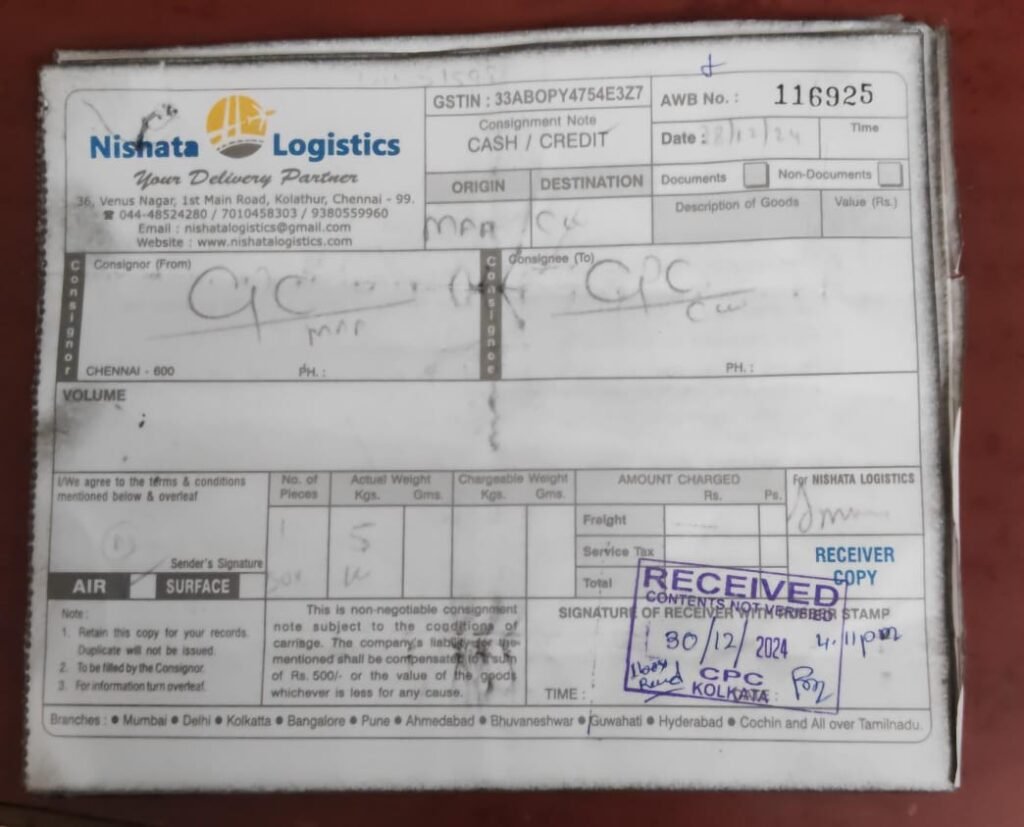 Nishata Logistics
Your Delivery Partner
36, Venus Nagar, 1st Main Road, Kolathur, Chennai - 99.
☎ 044-48524280 / 7010458303 / 9380559960
Email : nishatalogistics@gmail.com
Website : www.nishatalogistics.com
GSTIN : 33ABOPY4754E3Z7
Consignment Note
CASH / CREDIT
ORIGIN DESTINATION
MAA
AWB No. : 116925
Date : 28/12/24 Time
Documents Non-Documents
Description of Goods Value (Rs.)
Consignor
Consignor (From)
CPC
MAA
CHENNAI - 600 PH. :
Consignee
Consignee (To)
CPC
PH. :
VOLUME
I/We agree to the terms & conditions
mentioned below & overleaf
Sender's Signature
AIR SURFACE
No. of
Pieces
1
Box
Actual Weight
Kgs. Gms.
5
Chargeable Weight
Kgs. Gms.
AMOUNT CHARGED
Rs. Ps.
Freight
Service Tax
Total
For NISHATA LOGISTICS
RECEIVER
COPY
Note :
1. Retain this copy for your records.
Duplicate will not be issued.
2. To be filled by the Consignor.
3. For information turn overleaf.
This is non-negotiable consignment
note subject to the conditions of
carriage. The company's liability for the
mentioned shall be compensated to a sum
of Rs. 500/- or the value of the goods
whichever is less for any cause.
SIGNATURE OF RECEIVER WITH RUBBER STAMP
TIME : DATE :
RECEIVED
CONTENTS NOT VERIFIED
30/12/2024 4.11pm
1 box
Recd
CPC
KOLKATA
Branches : ● Mumbai ● Delhi ● Kolkatta ● Bangalore ● Pune ● Ahmedabad ● Bhuvaneshwar ● Guwahati ● Hyderabad ● Cochin and All over Tamilnadu.